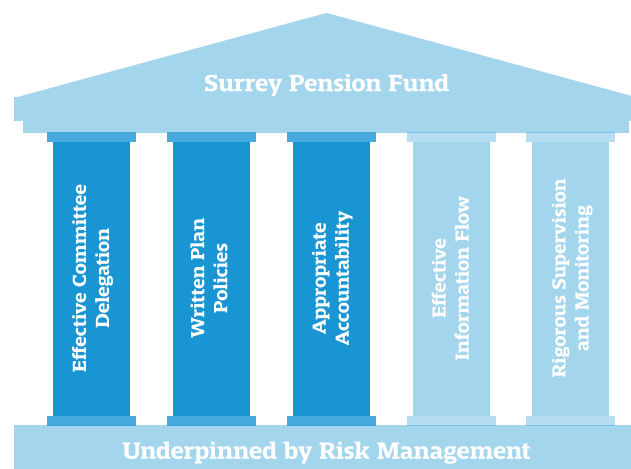 Surrey Pension Fund
Effective Committee
Delegation
Written Plan
Policies
Appropriate
Accountability
Effective
Information Flow
Rigorous Supervision
and Monitoring
Underpinned by Risk Management